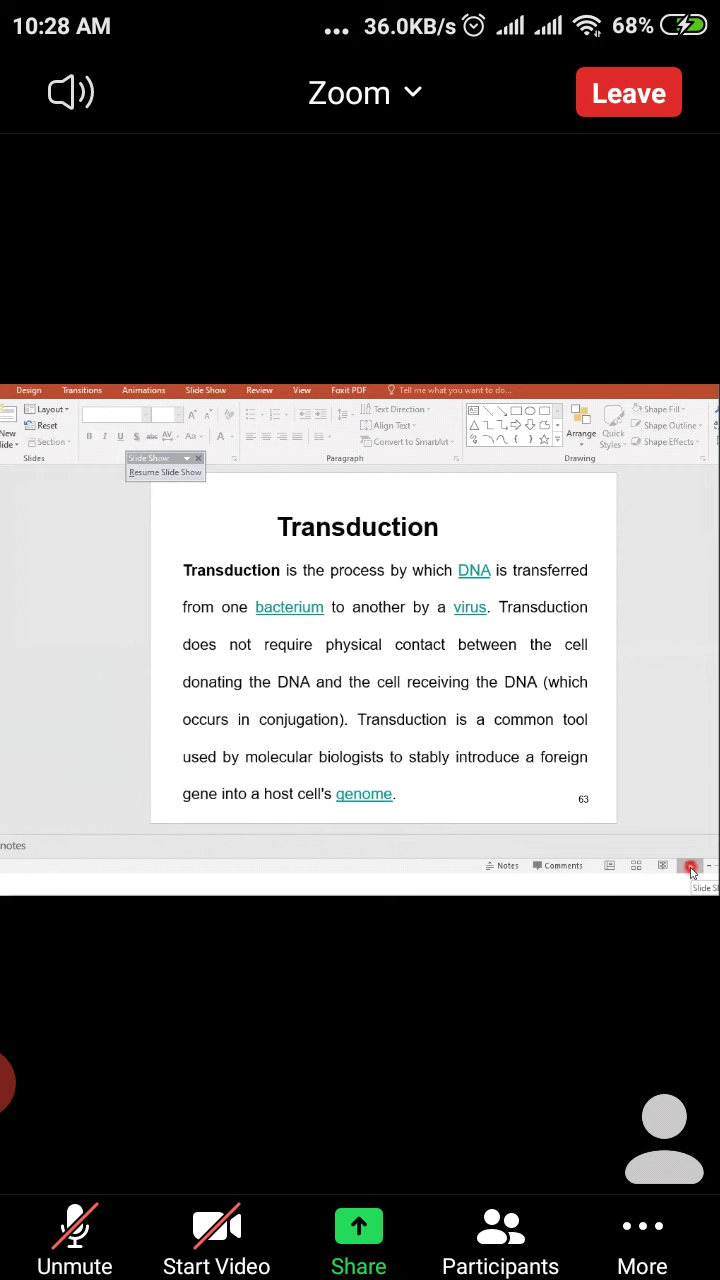 10:28 AM ... 36.0KB/s 68%
Zoom Leave
Design Transitions Animations Slide Show Review View Foxit PDF Tell me what you want to do...
Layout Text Direction Shape Fill
New Reset Align Text Arrange Quick Shape Outline
Section B I U S abc AV Aa A Convert to SmartArt Styles Shape Effects
Slides Paragraph Drawing
Slide Show
Resume Slide Show
Transduction
Transduction is the process by which DNA is transferred
from one bacterium to another by a virus. Transduction
does not require physical contact between the cell
donating the DNA and the cell receiving the DNA (which
occurs in conjugation). Transduction is a common tool
used by molecular biologists to stably introduce a foreign
gene into a host cell's genome.
63
notes
Notes Comments
Slide S
Unmute Start Video Share Participants More